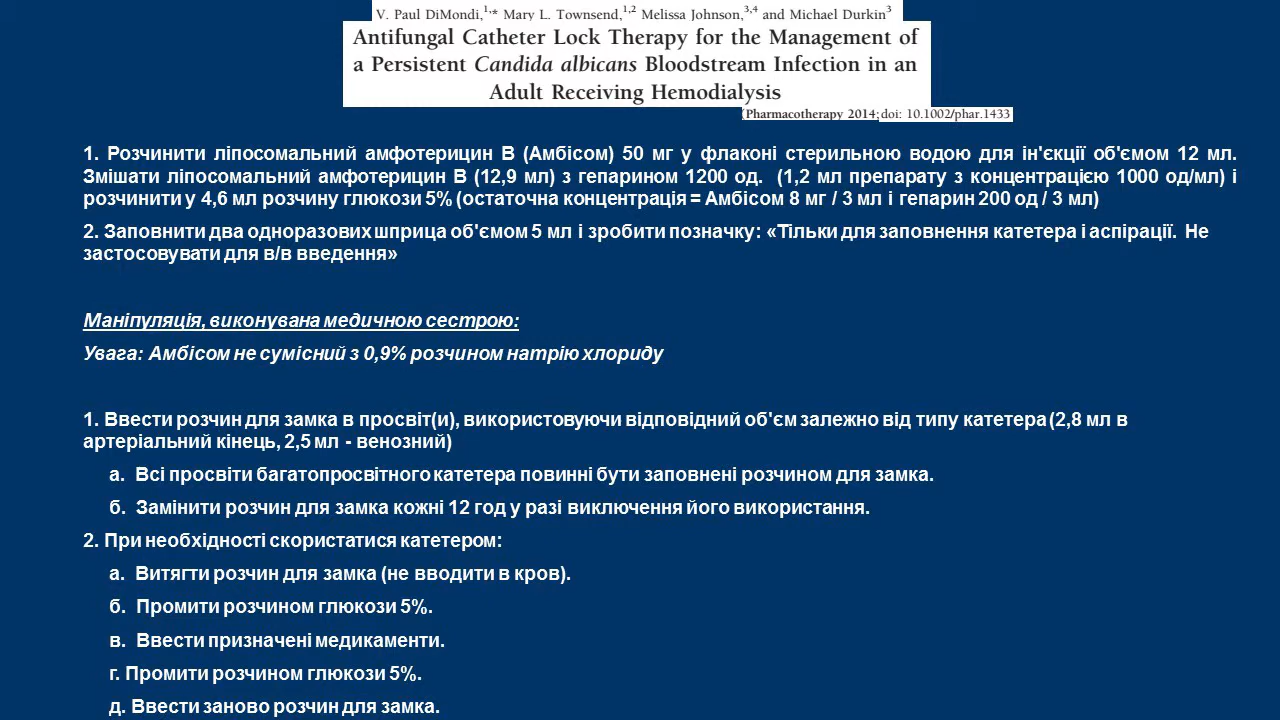 V. Paul DiMondi,1,* Mary L. Townsend,1,2 Melissa Johnson,3,4 and Michael Durkin3
Antifungal Catheter Lock Therapy for the Management of
a Persistent Candida albicans Bloodstream Infection in an
Adult Receiving Hemodialysis
(Pharmacotherapy 2014;doi: 10.1002/phar.1433
1. Розчинити ліпосомальний амфотерицин В (Амбісом) 50 мг у флаконі стерильною водою для ін'єкції об'ємом 12 мл.
Змішати ліпосомальний амфотерицин В (12,9 мл) з гепарином 1200 од. (1,2 мл препарату з концентрацією 1000 од/мл) і
розчинити у 4,6 мл розчину глюкози 5% (остаточна концентрація = Амбісом 8 мг / 3 мл і гепарин 200 од / 3 мл)
2. Заповнити два одноразових шприца об'ємом 5 мл і зробити позначку: «Тільки для заповнення катетера і аспірації. Не
застосовувати для в/в введення»
Маніпуляція, виконувана медичною сестрою:
Увага: Амбісом не сумісний з 0,9% розчином натрію хлориду
1. Ввести розчин для замка в просвіт(и), використовуючи відповідний об'єм залежно від типу катетера (2,8 мл в
артеріальний кінець, 2,5 мл - венозний)
а. Всі просвіти багатопросвітного катетера повинні бути заповнені розчином для замка.
б. Замінити розчин для замка кожні 12 год у разі виключення його використання.
2. При необхідності скористатися катетером:
а. Витягти розчин для замка (не вводити в кров).
б. Промити розчином глюкози 5%.
в. Ввести призначені медикаменти.
г. Промити розчином глюкози 5%.
д. Ввести заново розчин для замка.